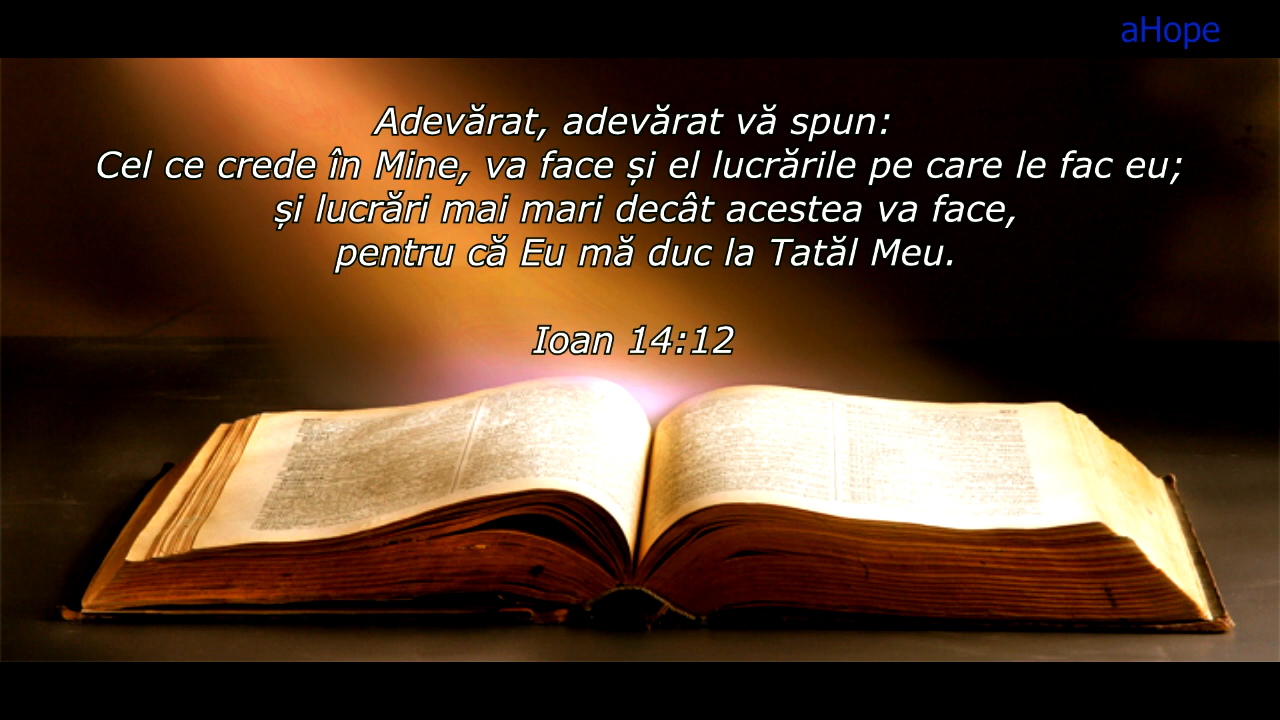 aHope
Adevărat, adevărat vă spun:
Cel ce crede în Mine, va face și el lucrările pe care le fac eu;
și lucrări mai mari decât acestea va face,
pentru că Eu mă duc la Tatăl Meu.
Ioan 14:12